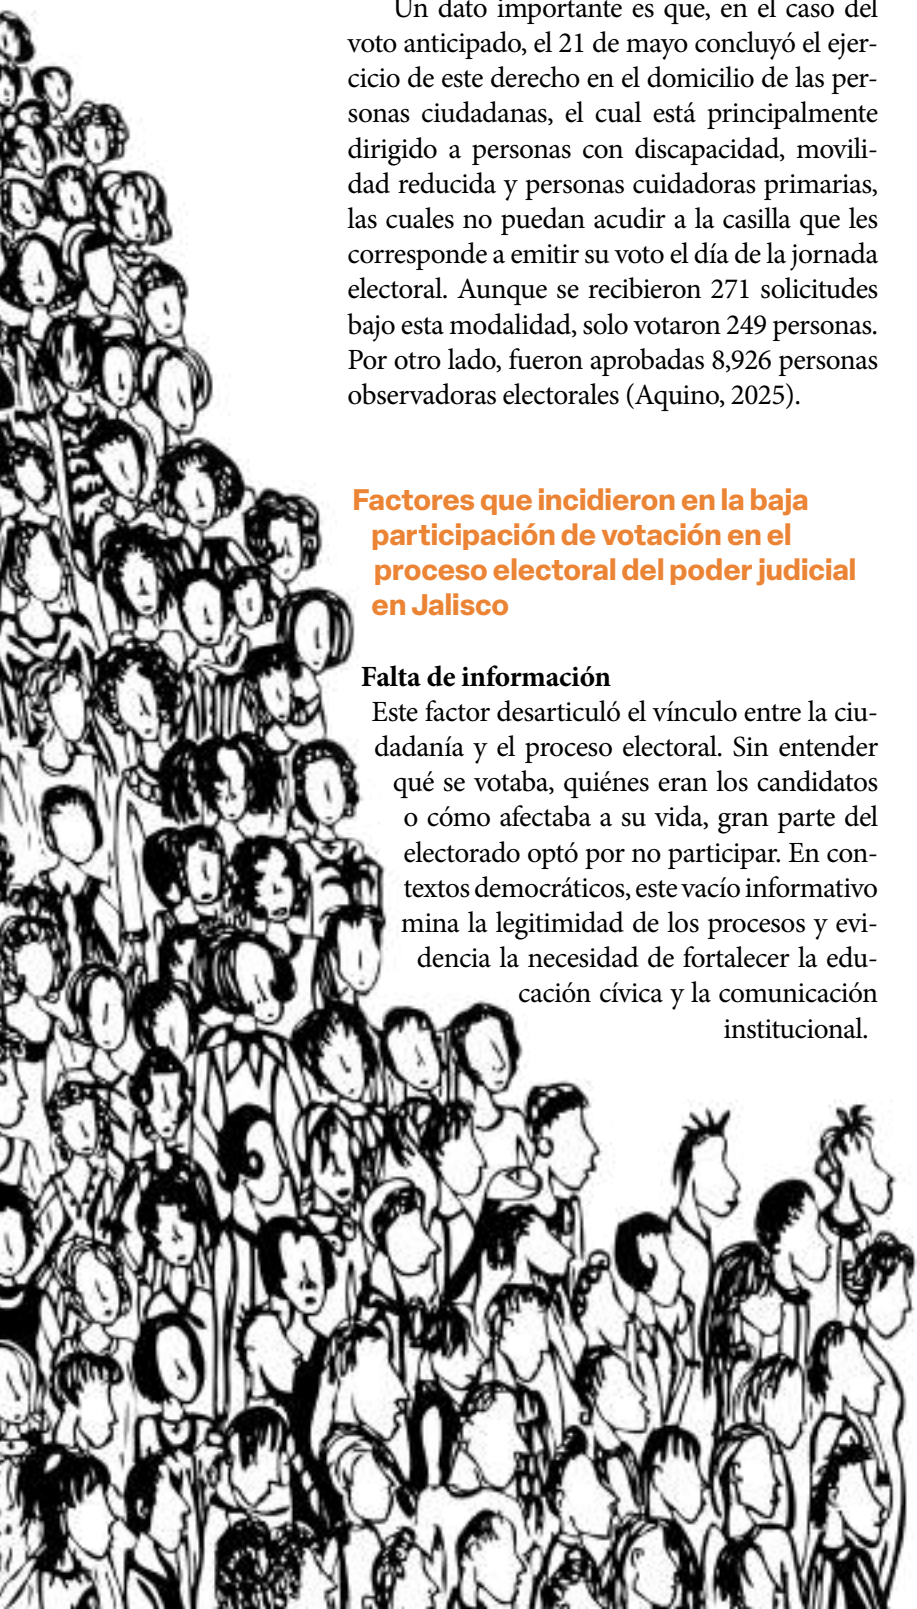 Un dato importante es que, en el caso del
voto anticipado, el 21 de mayo concluyó el ejer-
cicio de este derecho en el domicilio de las per-
sonas ciudadanas, el cual está principalmente
dirigido a personas con discapacidad, movili-
dad reducida y personas cuidadoras primarias,
las cuales no puedan acudir a la casilla que les
corresponde a emitir su voto el día de la jornada
electoral. Aunque se recibieron 271 solicitudes
bajo esta modalidad, solo votaron 249 personas.
Por otro lado, fueron aprobadas 8,926 personas
observadoras electorales (Aquino, 2025).
Factores que incidieron en la baja
participación de votación en el
proceso electoral del poder judicial
en Jalisco
Falta de información
Este factor desarticuló el vínculo entre la ciu-
dadanía y el proceso electoral. Sin entender
qué se votaba, quiénes eran los candidatos
o cómo afectaba a su vida, gran parte del
electorado optó por no participar. En con-
textos democráticos, este vacío informativo
mina la legitimidad de los procesos y evi-
dencia la necesidad de fortalecer la edu-
cación cívica y la comunicación
institucional.